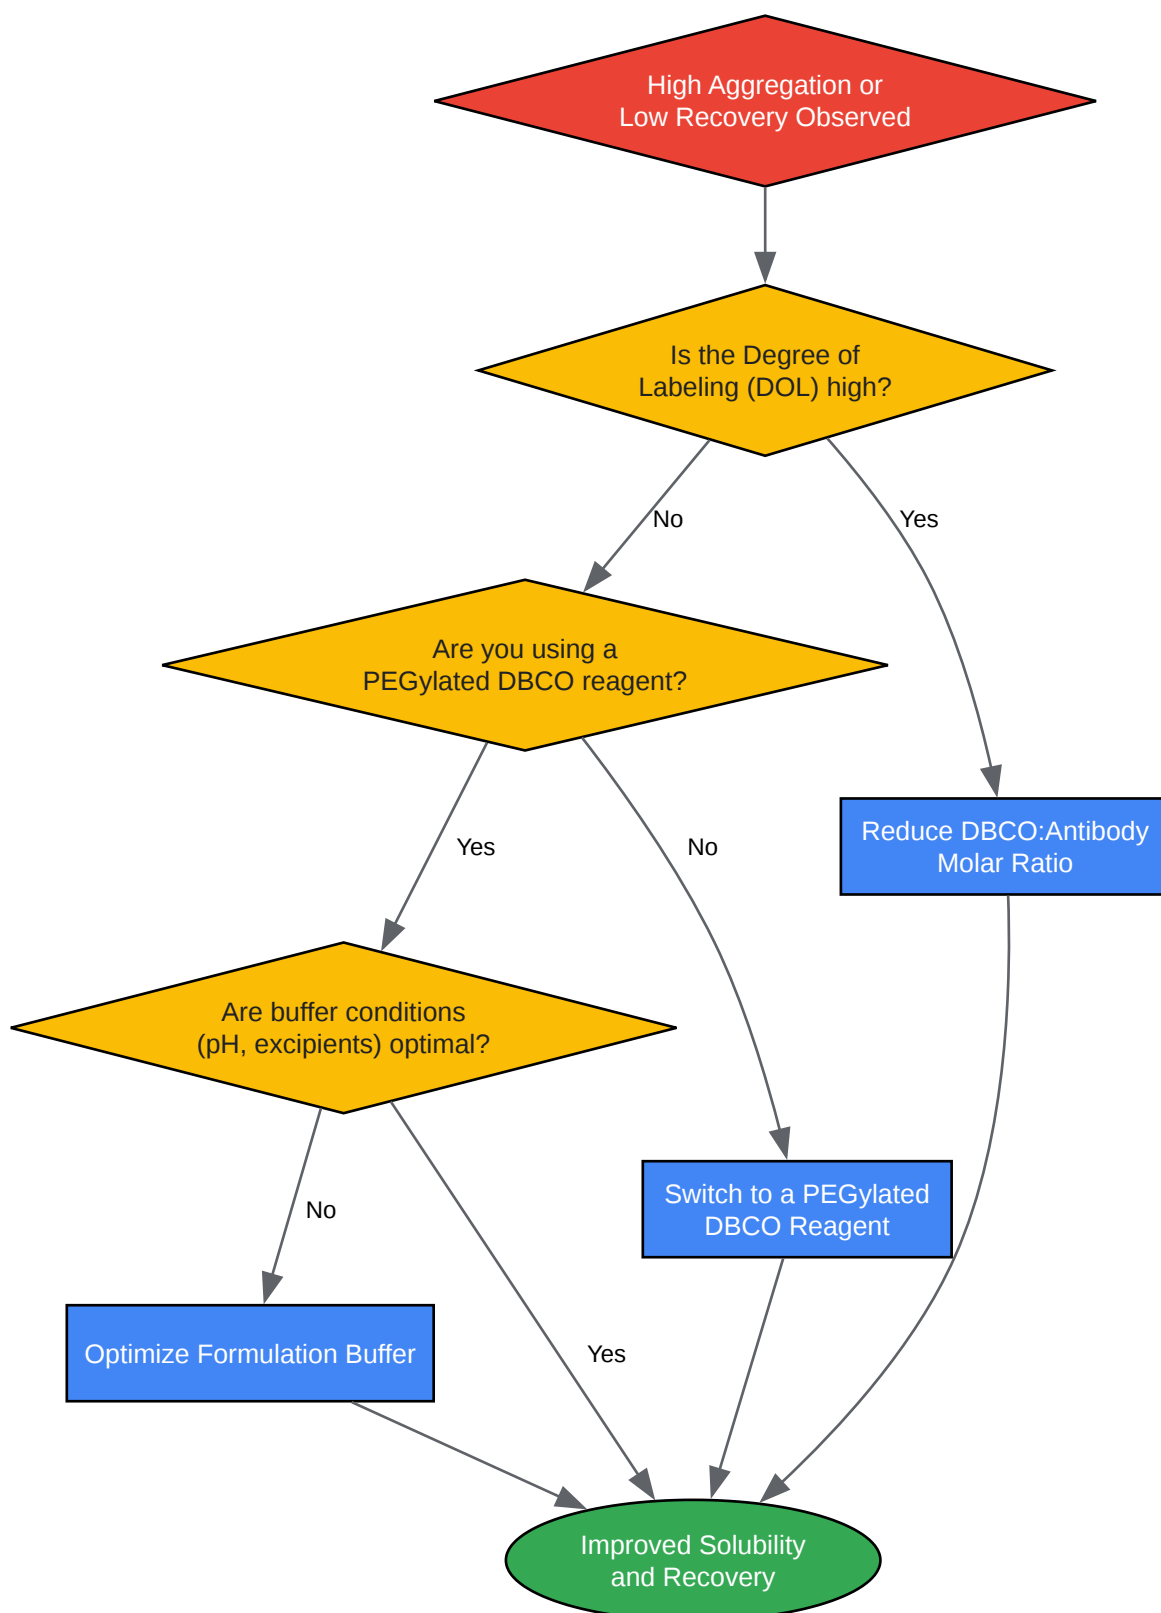 High Aggregation or
Low Recovery Observed
Is the Degree of
Labeling (DOL) high?
No
Yes
Are you using a
PEGylated DBCO reagent?
Yes
No
Reduce DBCO:Antibody
Molar Ratio
Are buffer conditions
(pH, excipients) optimal?
No
Switch to a PEGylated
DBCO Reagent
Optimize Formulation Buffer
Yes
Improved Solubility
and Recovery